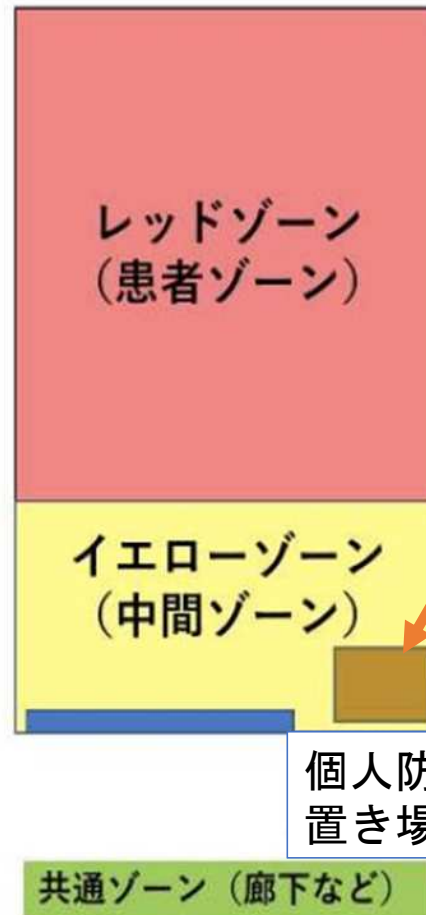 レッドゾーン
（患者ゾーン）
イエローゾーン
（中間ゾーン）
個人防
置き場
共通ゾーン（廊下など）